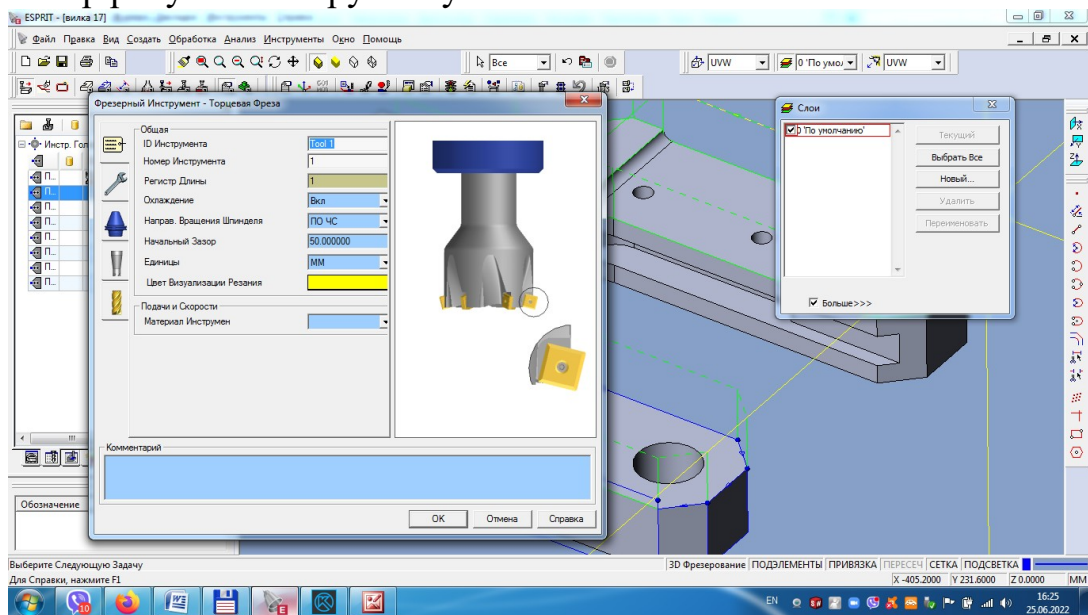 ESPRIT - [вилка 17]
Файл Правка Вид Создать Обработка Анализ Инструменты Окно Помощь
Все
UVW
0 'По умол
UVW
Фрезерный Инструмент - Торцевая Фреза
Общая
ID Инструмента Tool 1
Номер Инструмента 1
Регистр Длины 1
Охлаждение Вкл
Направ. Вращения Шпинделя ПО ЧС
Начальный Зазор 50.000000
Единицы ММ
Цвет Визуализации Резания
Подачи и Скорости
Материал Инструмен
Комментарий
OK Отмена Справка
Слои
0 'По умолчанию'
Текущий
Выбрать Все
Новый...
Удалить
Переименовать
Больше>>>
Инстр. Гол
П...
П...
П...
П...
П...
П...
П...
П...
Обозначение
Выберите Следующую Задачу
3D Фрезерование ПОДЭЛЕМЕНТЫ ПРИВЯЗКА ПЕРЕСЕЧ СЕТКА ПОДСВЕТКА
Для Справки, нажмите F1
X -405.2000 Y 231.6000 Z 0.0000 ММ
EN
16:25
25.06.2022